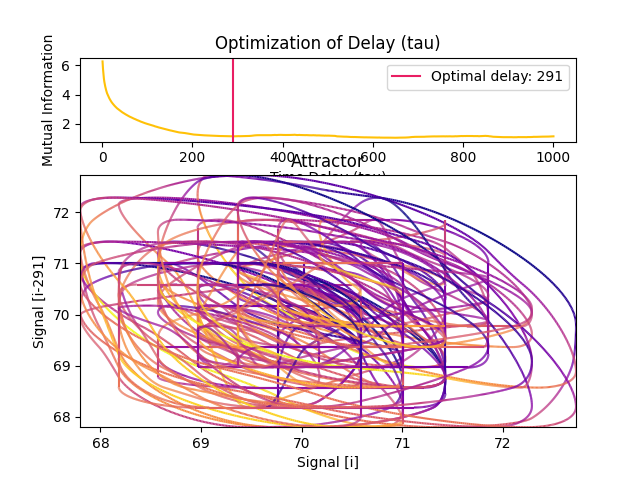 Optimization of Delay (tau)
Mutual Information
6
4
2
Optimal delay: 291
0 200 400 600 800 1000
Time Delay (tau)
Attractor
Signal [i-291]
72
71
70
69
68
68 69 70 71 72
Signal [i]